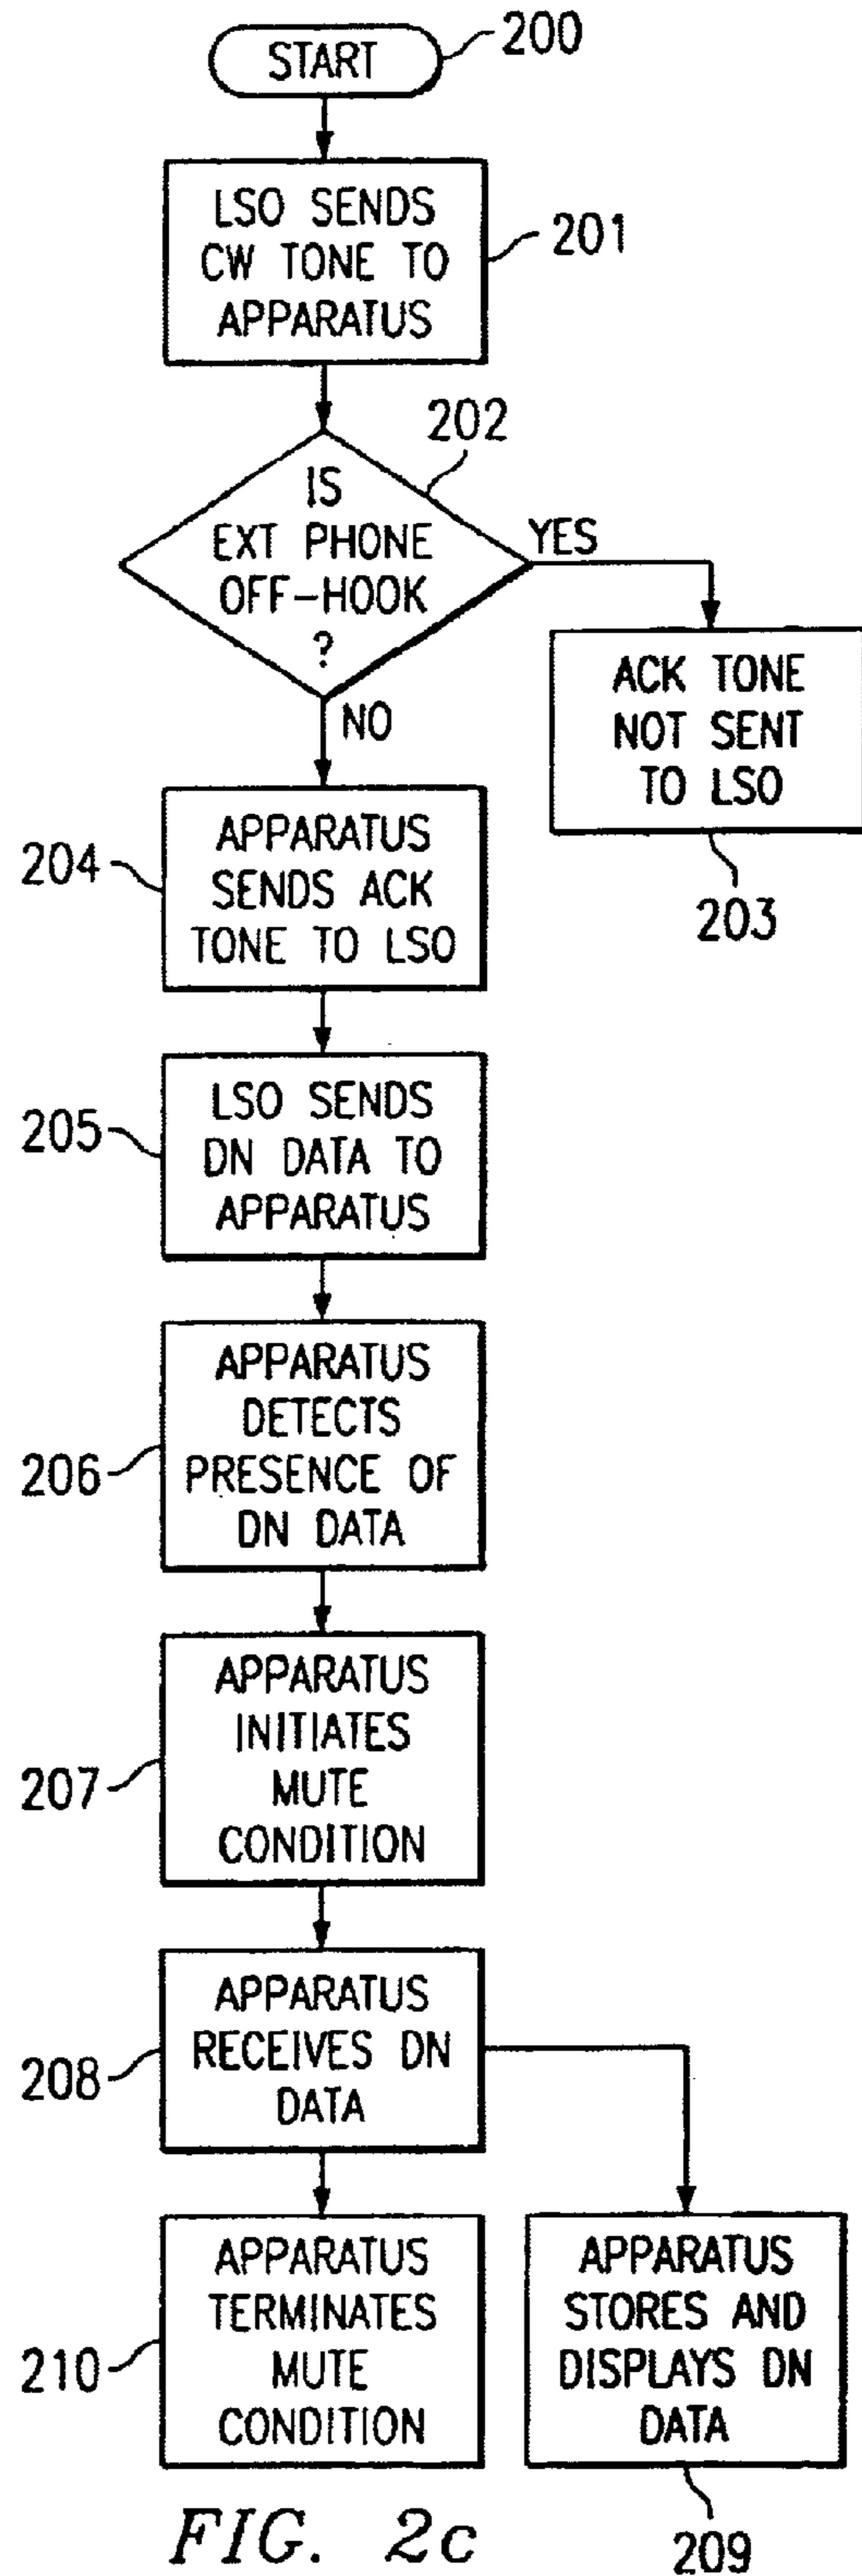 START
200
LSO SENDS
CW TONE TO
APPARATUS
201
202
IS
EXT PHONE
OFF-HOOK
?
YES
NO
ACK TONE
NOT SENT
TO LSO
203
204
APPARATUS
SENDS ACK
TONE TO LSO
205
LSO SENDS
DN DATA TO
APPARATUS
206
APPARATUS
DETECTS
PRESENCE OF
DN DATA
207
APPARATUS
INITIATES
MUTE
CONDITION
208
APPARATUS
RECEIVES DN
DATA
210
APPARATUS
TERMINATES
MUTE
CONDITION
APPARATUS
STORES AND
DISPLAYS DN
DATA
209
FIG. 2c